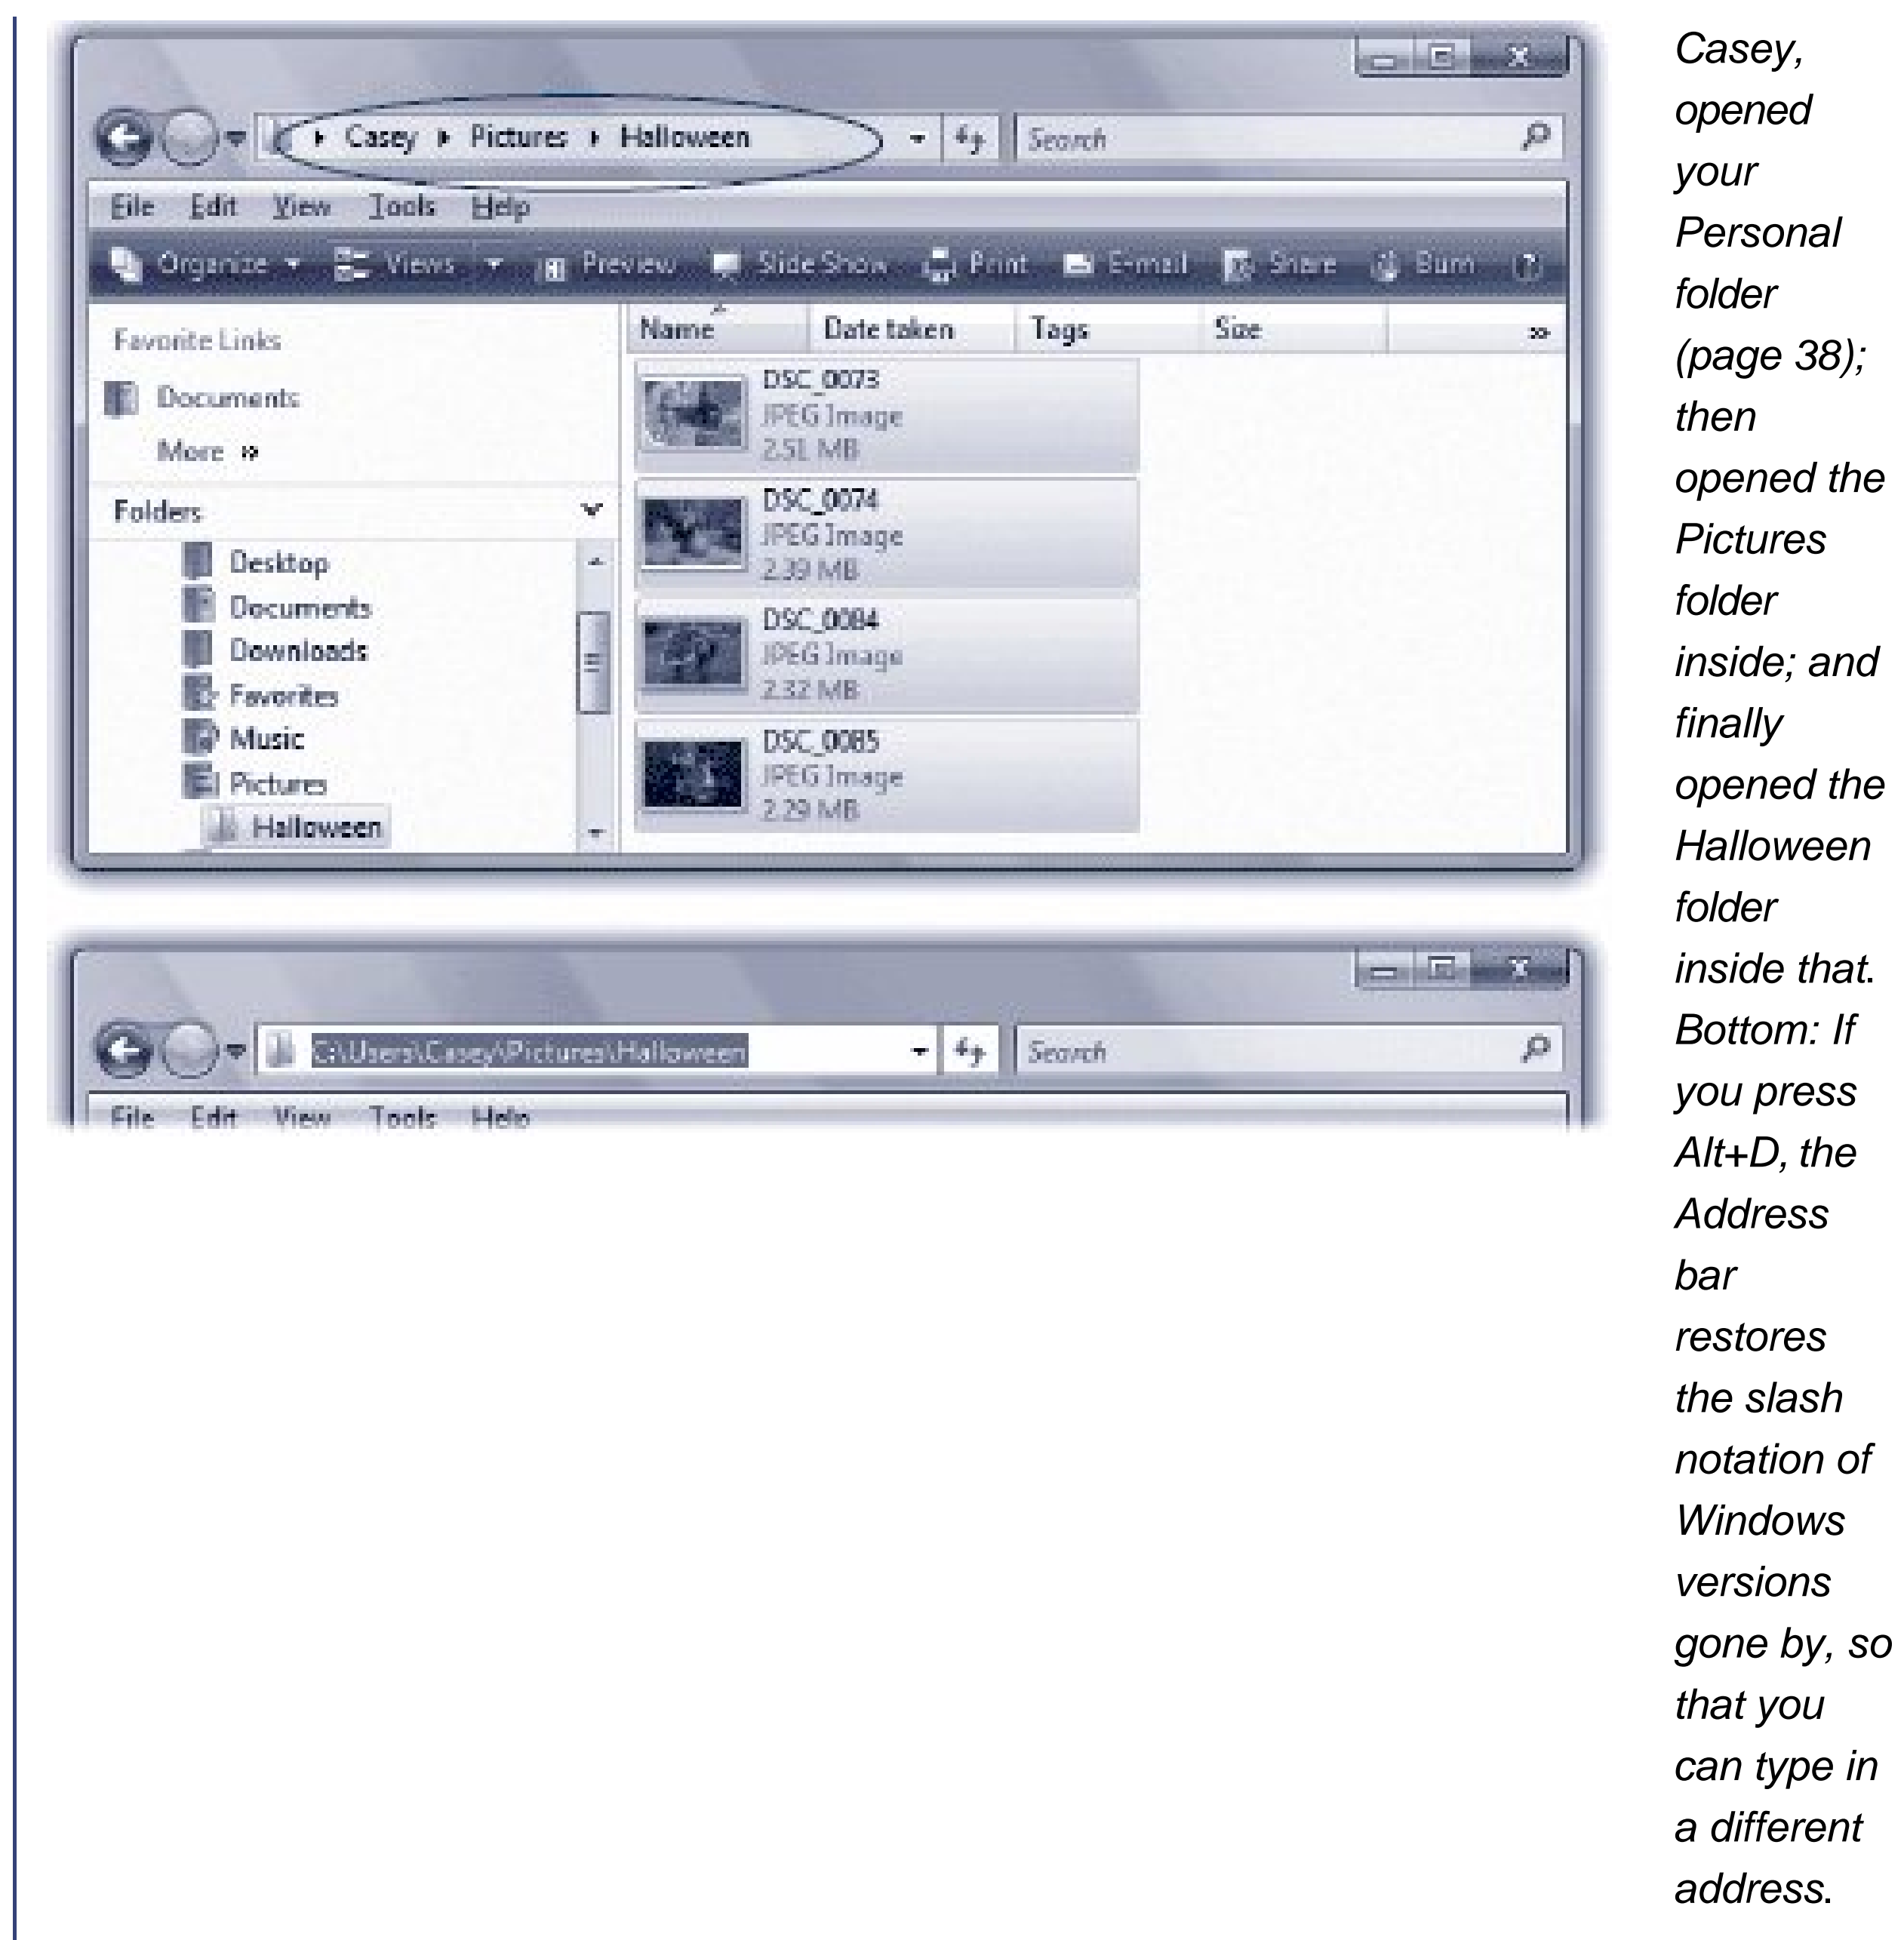 Casey ▸ Pictures ▸ Halloween
Search
File Edit View Tools Help
Organize Views Preview Slide Show Print E-mail Share Burn
Favorite Links
Documents
More »
Folders
Desktop
Documents
Downloads
Favorites
Music
Pictures
Halloween
Name Date taken Tags Size »
DSC_0073
JPEG Image
2.51 MB
DSC_0074
JPEG Image
2.39 MB
DSC_0084
JPEG Image
2.32 MB
DSC_0085
JPEG Image
2.29 MB
C:\Users\Casey\Pictures\Halloween
Search
File Edit View Tools Help
Casey,
opened
your
Personal
folder
(page 38);
then
opened the
Pictures
folder
inside; and
finally
opened the
Halloween
folder
inside that.
Bottom: If
you press
Alt+D, the
Address
bar
restores
the slash
notation of
Windows
versions
gone by, so
that you
can type in
a different
address.